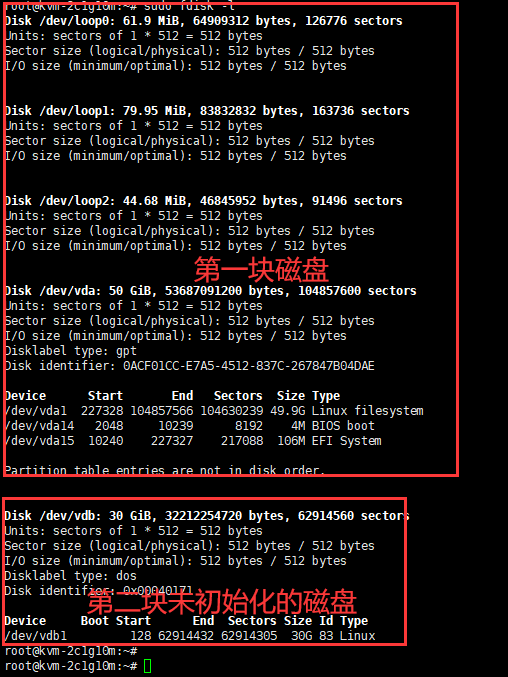 root@kvm-2c1g10m:~# sudo fdisk -l
Disk /dev/loop0: 61.9 MiB, 64909312 bytes, 126776 sectors
Units: sectors of 1 * 512 = 512 bytes
Sector size (logical/physical): 512 bytes / 512 bytes
I/O size (minimum/optimal): 512 bytes / 512 bytes
Disk /dev/loop1: 79.95 MiB, 83832832 bytes, 163736 sectors
Units: sectors of 1 * 512 = 512 bytes
Sector size (logical/physical): 512 bytes / 512 bytes
I/O size (minimum/optimal): 512 bytes / 512 bytes
Disk /dev/loop2: 44.68 MiB, 46845952 bytes, 91496 sectors
Units: sectors of 1 * 512 = 512 bytes
Sector size (logical/physical): 512 bytes / 512 bytes
I/O size (minimum/optimal): 512 bytes / 512 bytes
第一块磁盘
Disk /dev/vda: 50 GiB, 53687091200 bytes, 104857600 sectors
Units: sectors of 1 * 512 = 512 bytes
Sector size (logical/physical): 512 bytes / 512 bytes
I/O size (minimum/optimal): 512 bytes / 512 bytes
Disklabel type: gpt
Disk identifier: 0ACF01CC-E7A5-4512-837C-267847B04DAE
Device Start End Sectors Size Type
/dev/vda1 227328 104857566 104630239 49.9G Linux filesystem
/dev/vda14 2048 10239 8192 4M BIOS boot
/dev/vda15 10240 227327 217088 106M EFI System
Partition table entries are not in disk order.
Disk /dev/vdb: 30 GiB, 32212254720 bytes, 62914560 sectors
Units: sectors of 1 * 512 = 512 bytes
Sector size (logical/physical): 512 bytes / 512 bytes
I/O size (minimum/optimal): 512 bytes / 512 bytes
Disklabel type: dos
Disk identifier: 0x00040171
第二块未初始化的磁盘
Device Boot Start End Sectors Size Id Type
/dev/vdb1 128 62914432 62914305 30G 83 Linux
root@kvm-2c1g10m:~#
root@kvm-2c1g10m:~#